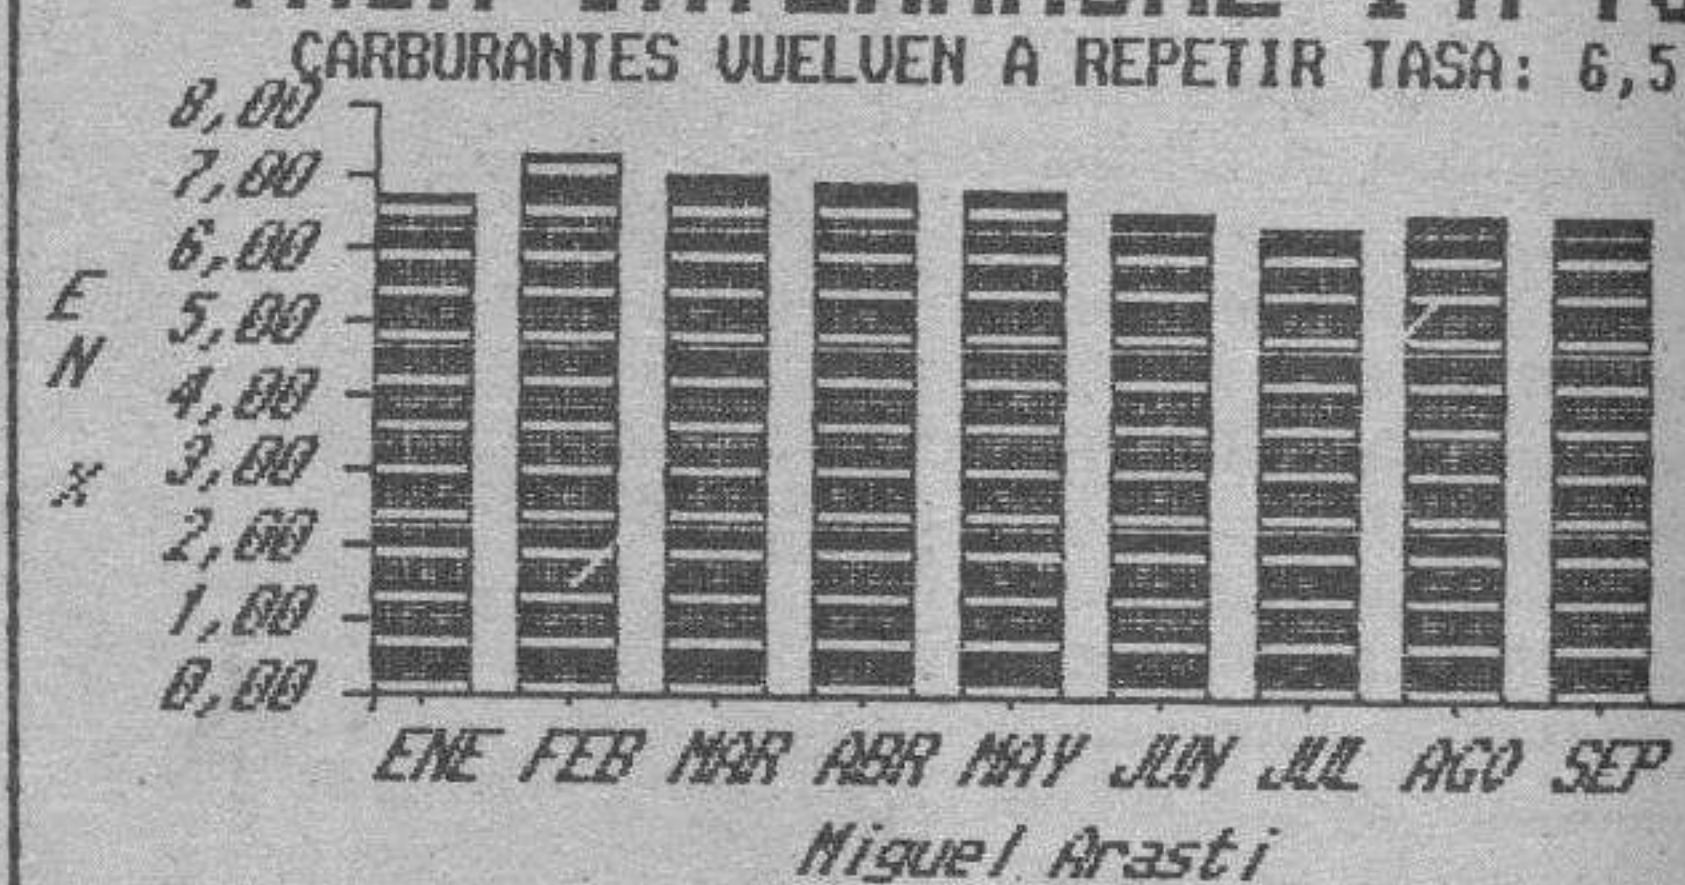 CARBURANTES VUELVEN A REPETIR TASA: 6,5
8,00
7,00
6,00
5,00
4,00
3,00
2,00
1,00
0,00
EN %
ENE FEB MAR ABR MAY JUN JUL AGO SEP
Miguel Arasti